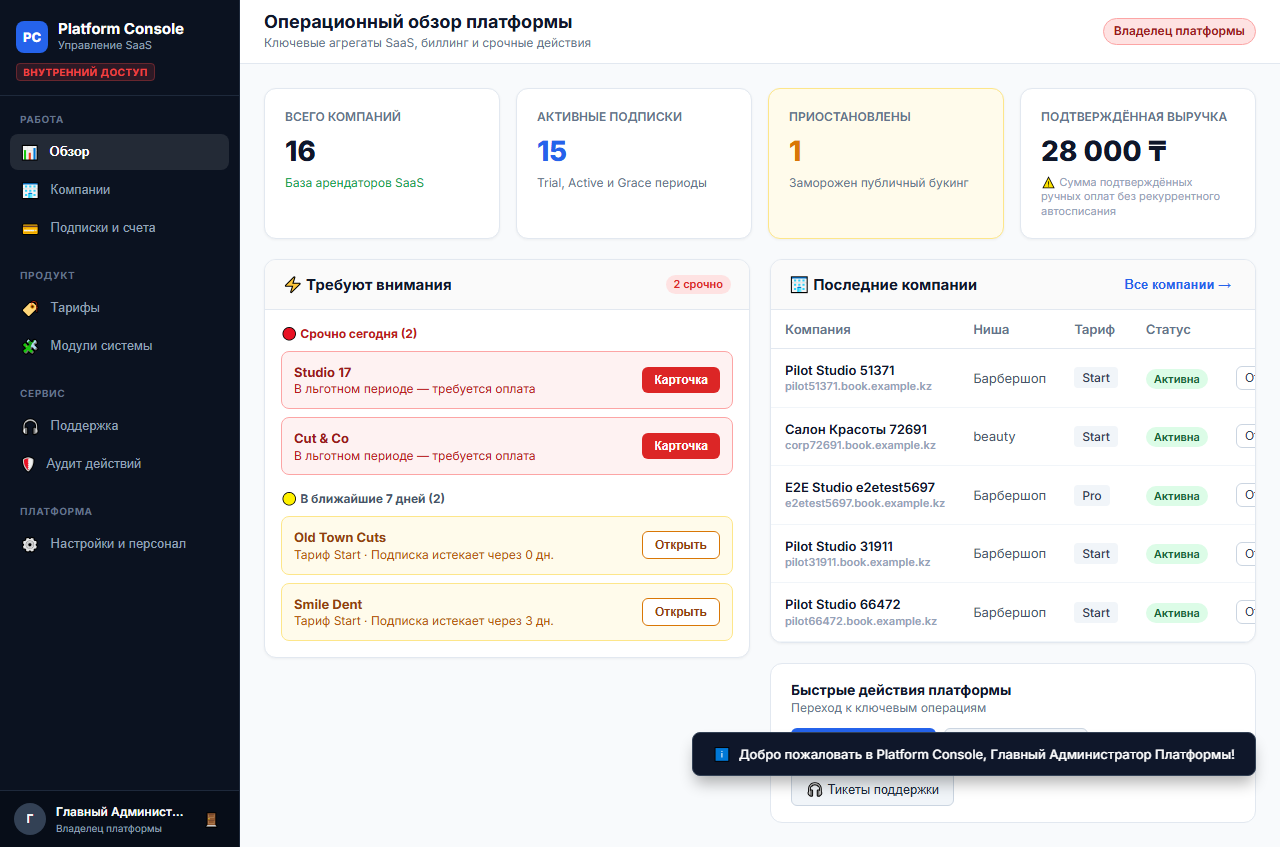 PC
Platform Console
Управление SaaS
ВНУТРЕННИЙ ДОСТУП
РАБОТА
Обзор
Компании
Подписки и счета
ПРОДУКТ
Тарифы
Модули системы
СЕРВИС
Поддержка
Аудит действий
ПЛАТФОРМА
Настройки и персонал
Г
Главный Админист...
Владелец платформы
Операционный обзор платформы
Ключевые агрегаты SaaS, биллинг и срочные действия
Владелец платформы
ВСЕГО КОМПАНИЙ
16
База арендаторов SaaS
АКТИВНЫЕ ПОДПИСКИ
15
Trial, Active и Grace периоды
ПРИОСТАНОВЛЕНЫ
1
Заморожен публичный букинг
ПОДТВЕРЖДЁННАЯ ВЫРУЧКА
28 000 ₸
⚠ Сумма подтверждённых
ручных оплат без рекуррентного
автосписания
⚡ Требуют внимания
2 срочно
Срочно сегодня (2)
Studio 17
В льготном периоде — требуется оплата
Карточка
Cut & Co
В льготном периоде — требуется оплата
Карточка
В ближайшие 7 дней (2)
Old Town Cuts
Тариф Start · Подписка истекает через 0 дн.
Открыть
Smile Dent
Тариф Start · Подписка истекает через 3 дн.
Открыть
Последние компании
Все компании →
Компания Ниша Тариф Статус
Pilot Studio 51371
pilot51371.book.example.kz
Барбершоп Start Активна
Салон Красоты 72691
corp72691.book.example.kz
beauty Start Активна
E2E Studio e2etest5697
e2etest5697.book.example.kz
Барбершоп Pro Активна
Pilot Studio 31911
pilot31911.book.example.kz
Барбершоп Start Активна
Pilot Studio 66472
pilot66472.book.example.kz
Барбершоп Start Активна
Быстрые действия платформы
Переход к ключевым операциям
Добро пожаловать в Platform Console, Главный Администратор Платформы!
Тикеты поддержки